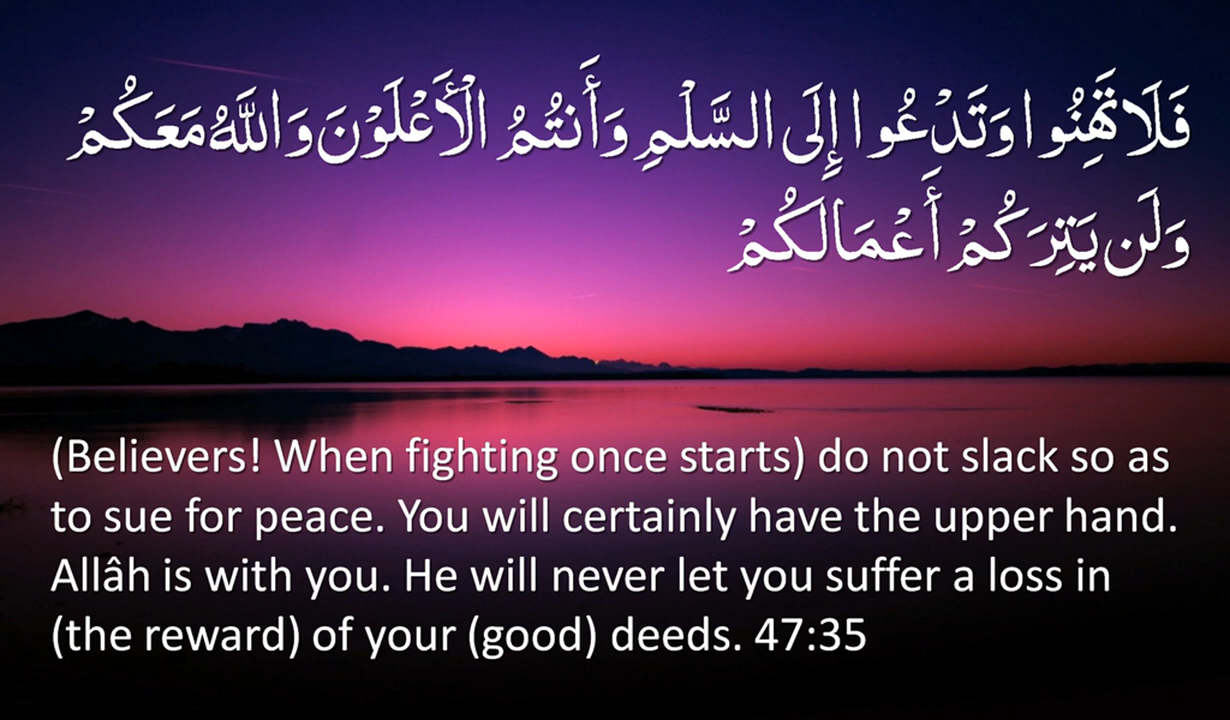 فَلَا تَهِنُوا وَتَدْعُوا إِلَى السَّلْمِ وَأَنتُمُ الْأَعْلَوْنَ وَاللَّهُ مَعَكُمْ
وَلَن يَتِرَكُمْ أَعْمَالَكُمْ
(Believers! When fighting once starts) do not slack so as
to sue for peace. You will certainly have the upper hand.
Allâh is with you. He will never let you suffer a loss in
(the reward) of your (good) deeds. 47:35